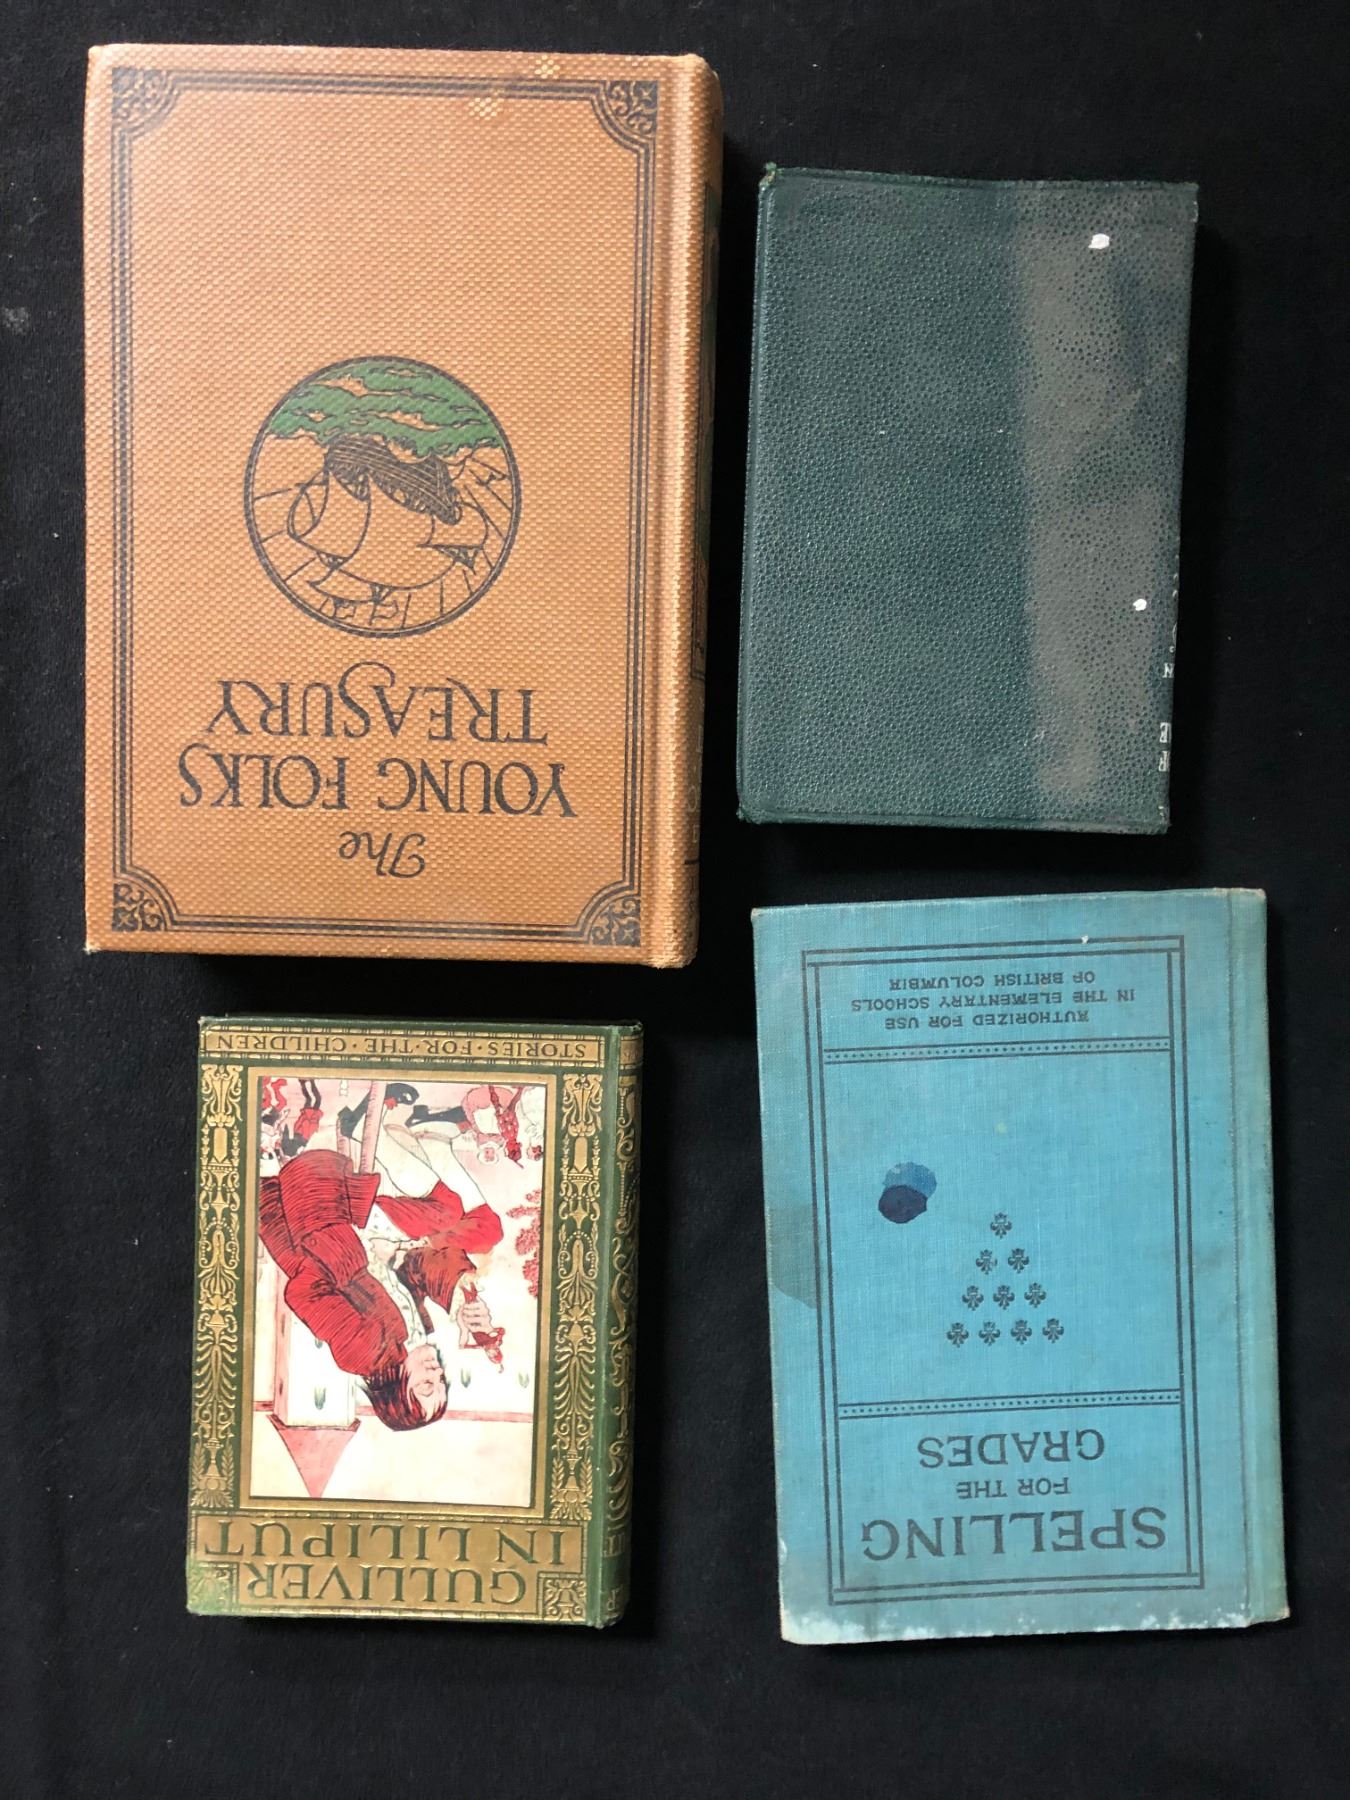 The
YOUNG FOLKS
TREASURY
GULLIVER
IN LILIPUT
STORIES·FOR·THE·CHILDREN
SPELLING
FOR THE
GRADES
AUTHORIZED FOR USE
IN THE ELEMENTARY SCHOOLS
OF BRITISH COLUMBIA